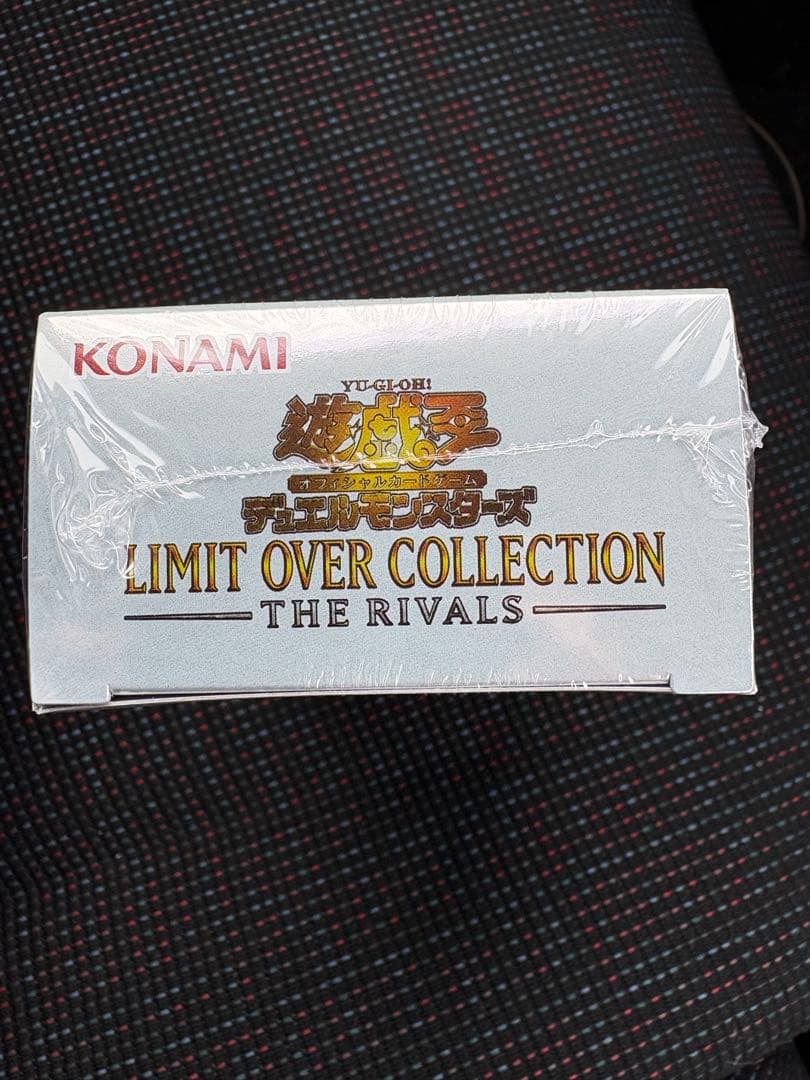 KONAMI
YU-GI-OH!
遊戯王
オフィシャルカードゲーム
デュエルモンスターズ
LIMIT OVER COLLECTION
THE RIVALS